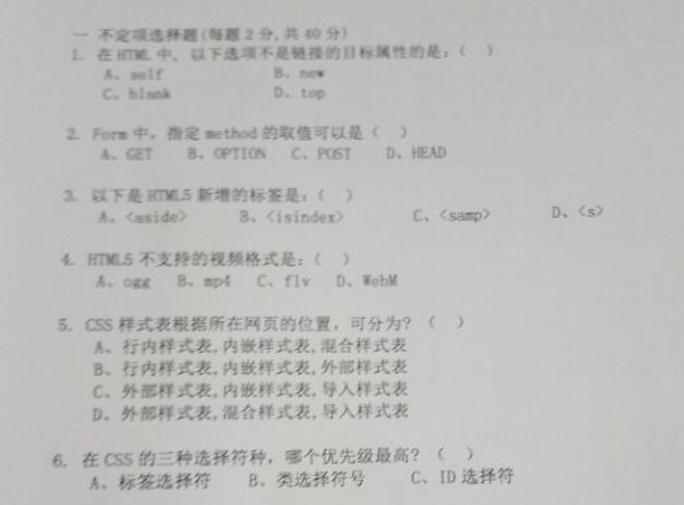 一 不定项选择题(每题 2 分,共 40 分)
1. 在 HTML 中, 以下选项不是链接的目标属性的是:( )
A、self B、new
C、blank D、top
2. Form 中, 指定 method 的取值可以是 ( )
A、GET B、OPTION C、POST D、HEAD
3. 以下是 HTML5 新增的标签是:( )
A、<aside> B、<isindex> C、<samp> D、<s>
4. HTML5 不支持的视频格式是:( )
A、ogg B、mp4 C、flv D、WebM
5. CSS 样式表根据所在网页的位置, 可分为? ( )
A、行内样式表,内嵌样式表,混合样式表
B、行内样式表,内嵌样式表,外部样式表
C、外部样式表,内嵌样式表,导入样式表
D、外部样式表,混合样式表,导入样式表
6. 在 CSS 的三种选择符种, 哪个优先级最高? ( )
A、标签选择符 B、类选择符号 C、ID 选择符